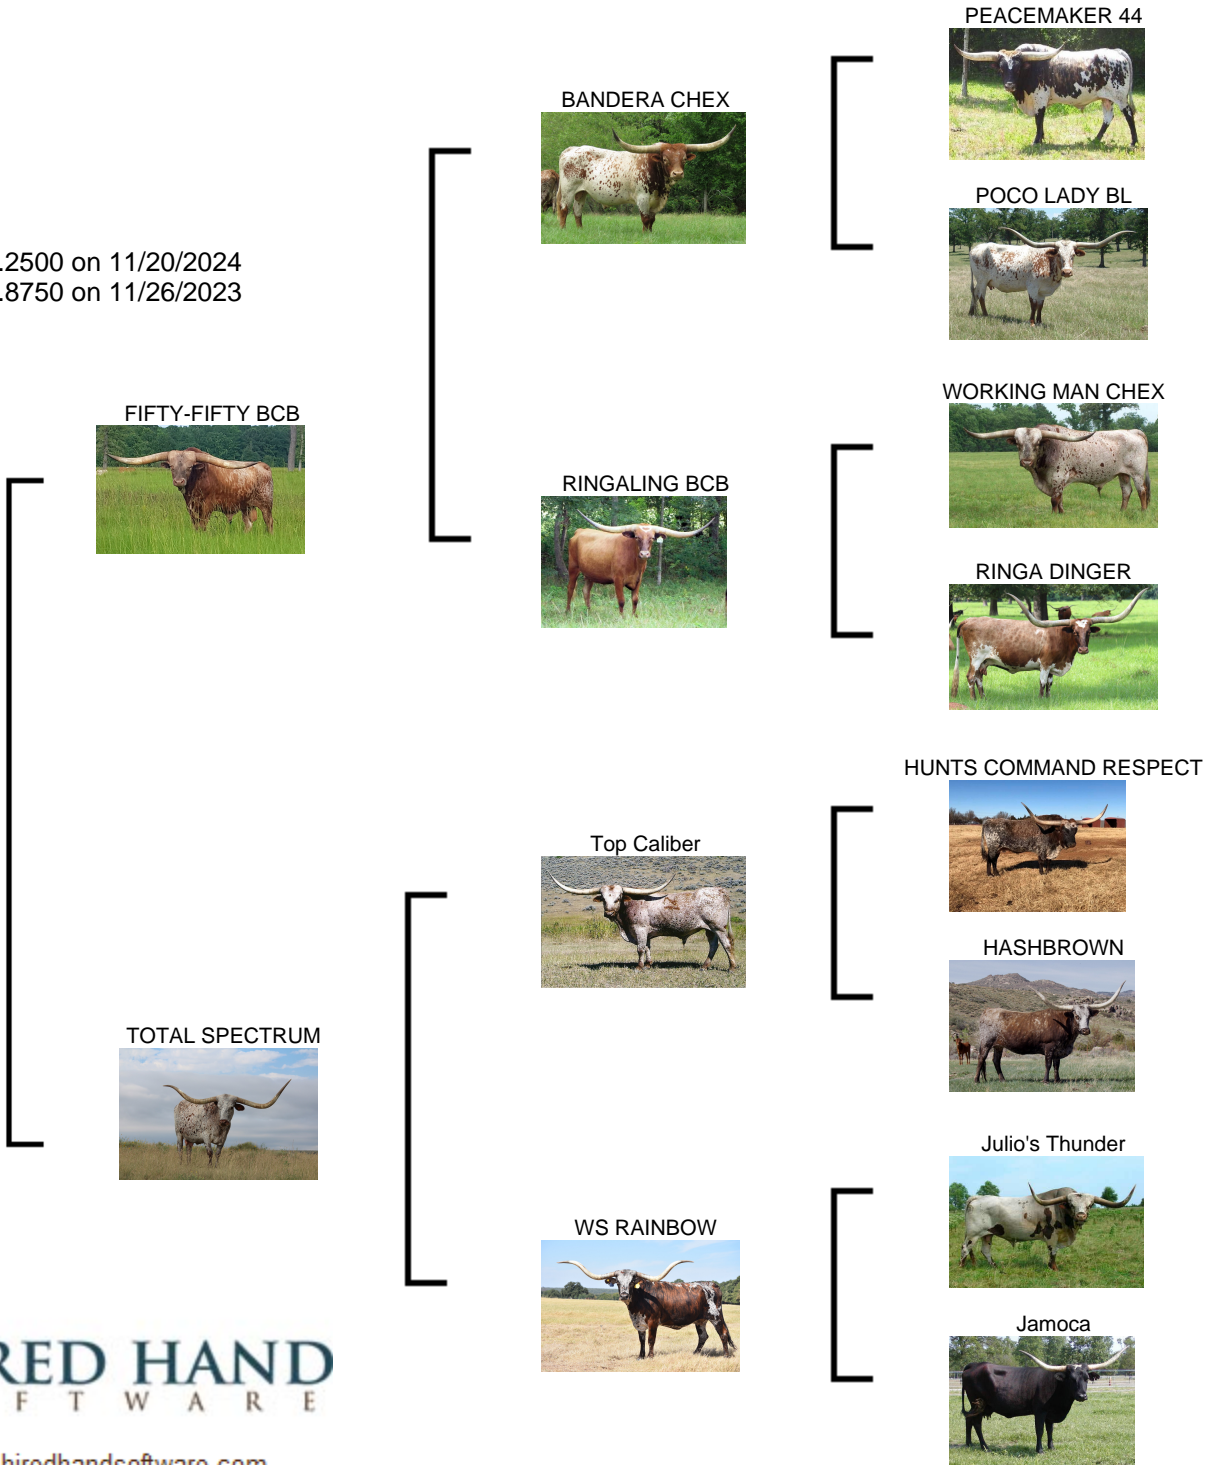 PEACEMAKER 44
BANDERA CHEX
POCO LADY BL
.2500 on 11/20/2024
.8750 on 11/26/2023
WORKING MAN CHEX
FIFTY-FIFTY BCB
RINGALING BCB
RINGA DINGER
HUNTS COMMAND RESPECT
Top Caliber
HASHBROWN
TOTAL SPECTRUM
Julio's Thunder
WS RAINBOW
Jamoca
RED HAND
F T W A R E
hiredhandsoftware.com